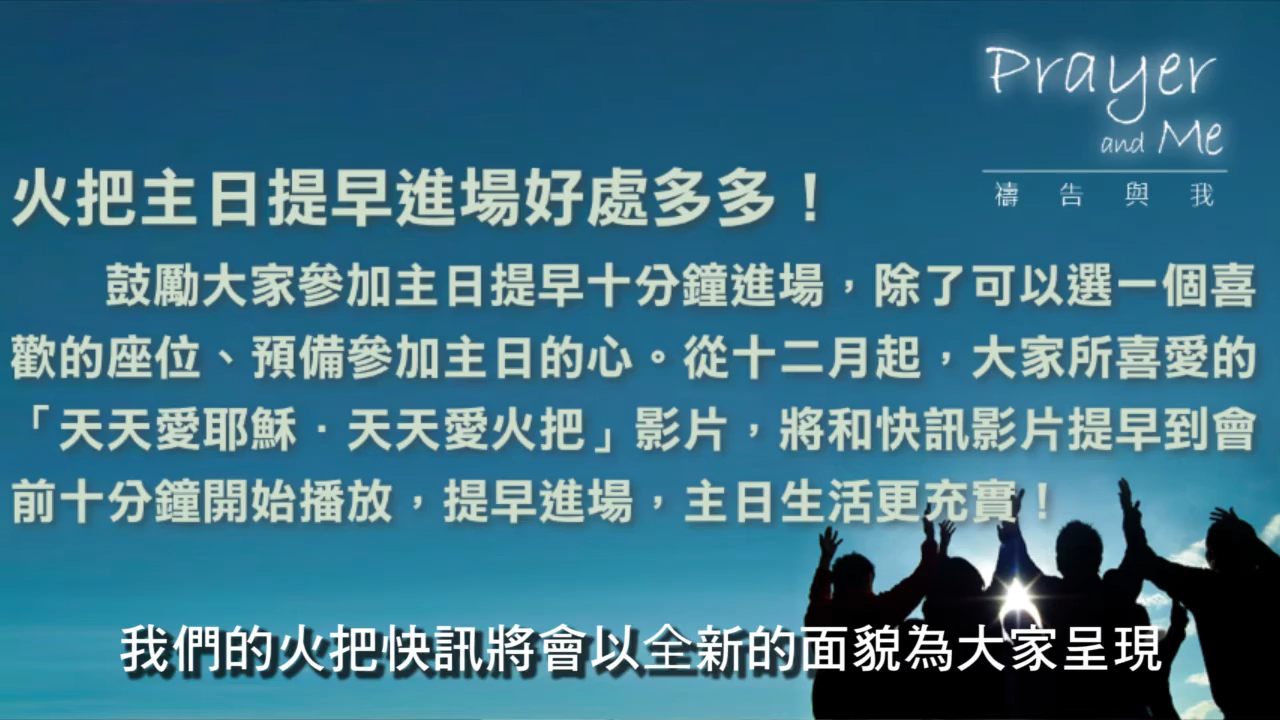 Prayer
and Me
禱告與我
火把主日提早進場好處多多！
鼓勵大家參加主日提早十分鐘進場，除了可以選一個喜
歡的座位、預備參加主日的心。從十二月起，大家所喜愛的
「天天愛耶穌．天天愛火把」影片，將和快訊影片提早到會
前十分鐘開始播放，提早進場，主日生活更充實！
我們的火把快訊將會以全新的面貌為大家呈現